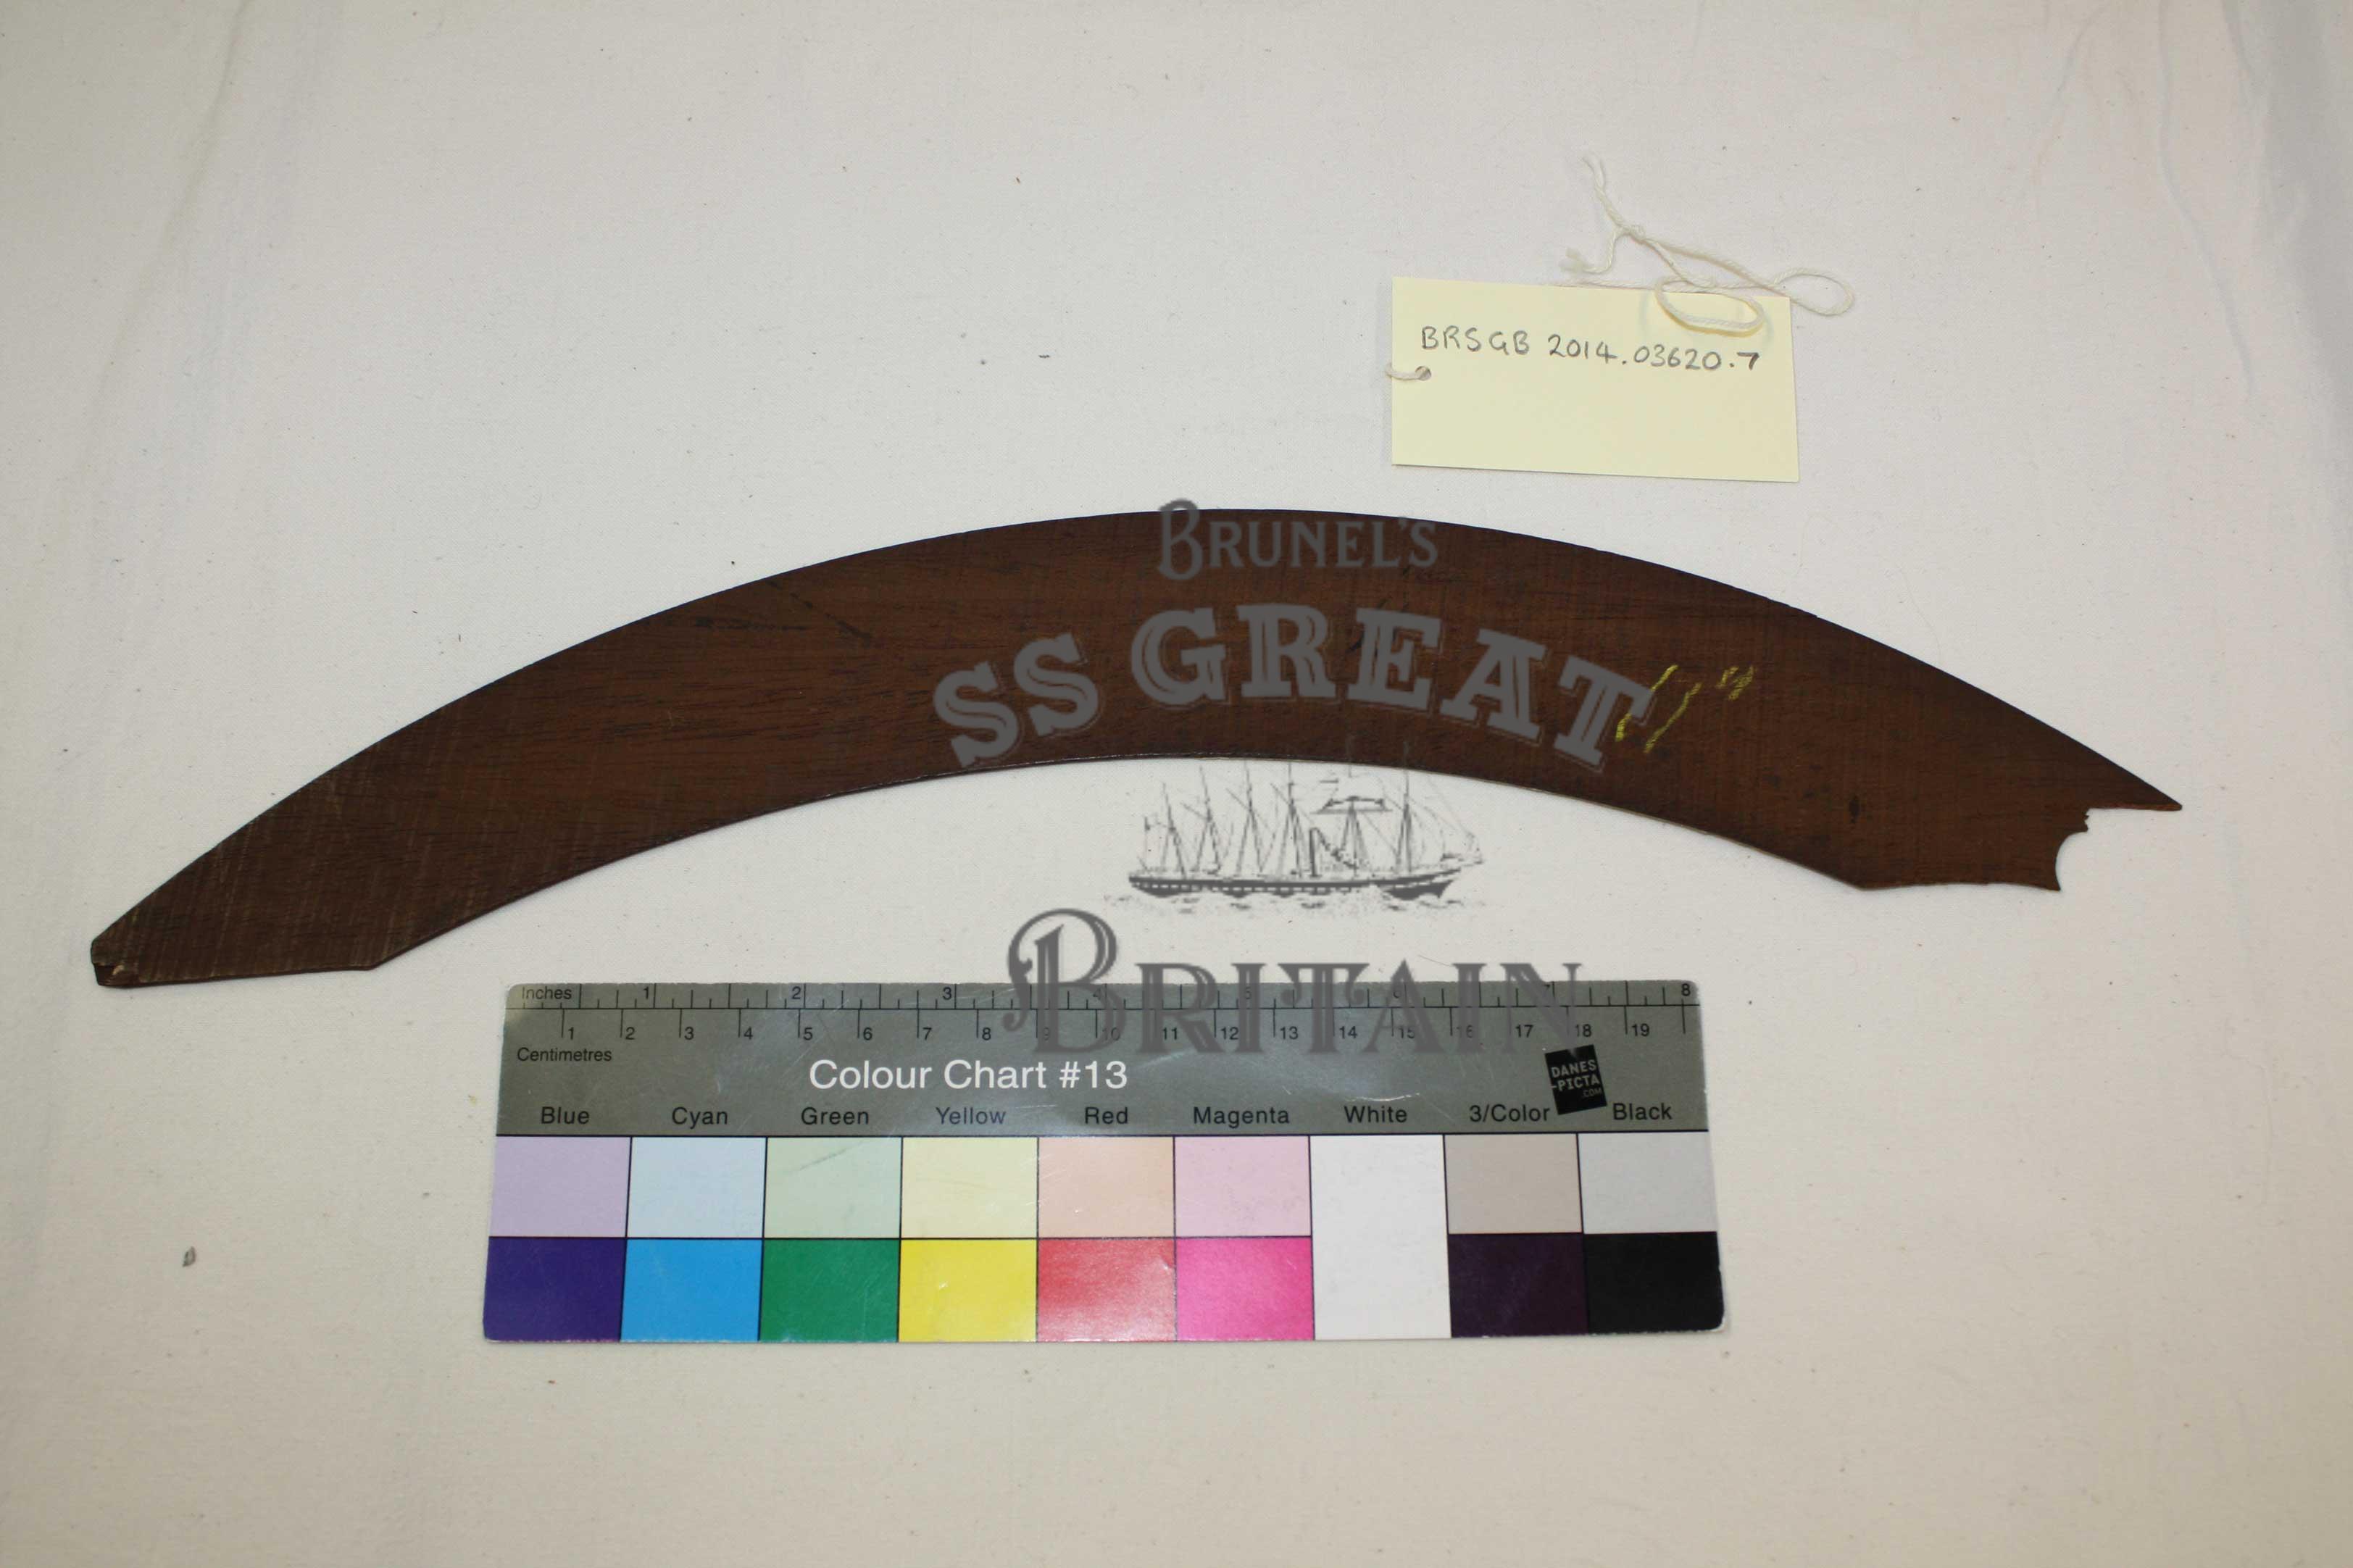 BRSGB 2014.03620.7
BRUNEL'S
SS GREAT
BRITAIN
Inches 1 2 3 4 5 6 7 8
1 2 3 4 5 6 7 8 9 10 11 12 13 14 15 16 17 18 19
Centimetres
Colour Chart #13
DANES
-PICTA
.COM
Blue Cyan Green Yellow Red Magenta White 3/Color Black